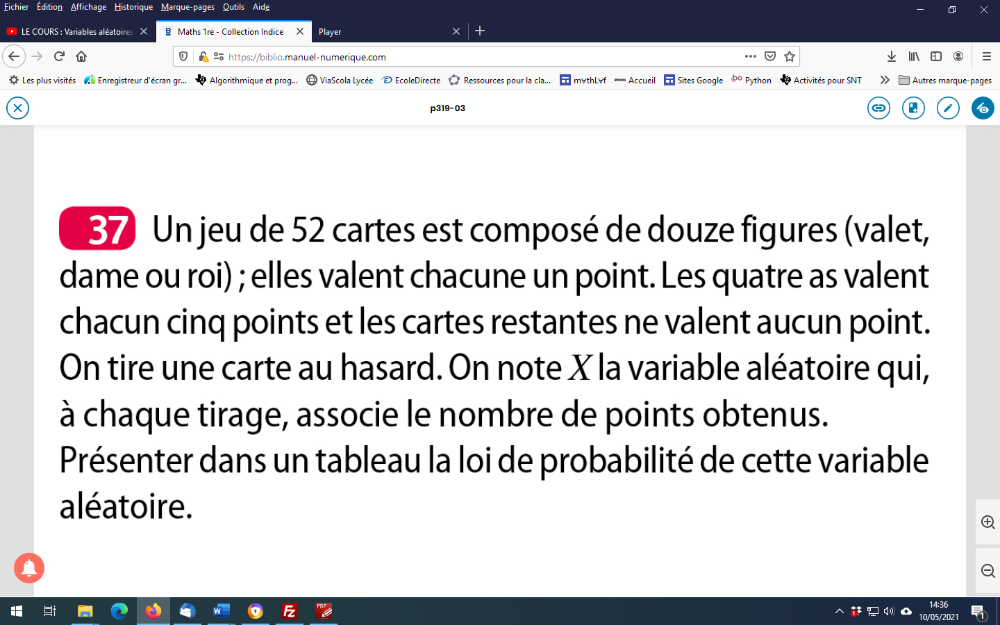 Fichier Édition Affichage Historique Marque-pages Outils Aide
LE COURS : Variables aléatoires Maths 1re - Collection Indice Player
https://biblio.manuel-numerique.com
Les plus visités Enregistreur d'écran gr... Algorithmique et prog... ViaScola Lycée EcoleDirecte Ressources pour la cla... m∀thL∀f Accueil Sites Google Python Activités pour SNT Autres marque-pages
p319-03
37 Un jeu de 52 cartes est composé de douze figures (valet,
dame ou roi) ; elles valent chacune un point. Les quatre as valent
chacun cinq points et les cartes restantes ne valent aucun point.
On tire une carte au hasard. On note X la variable aléatoire qui,
à chaque tirage, associe le nombre de points obtenus.
Présenter dans un tableau la loi de probabilité de cette variable
aléatoire.
14:36
10/05/2021